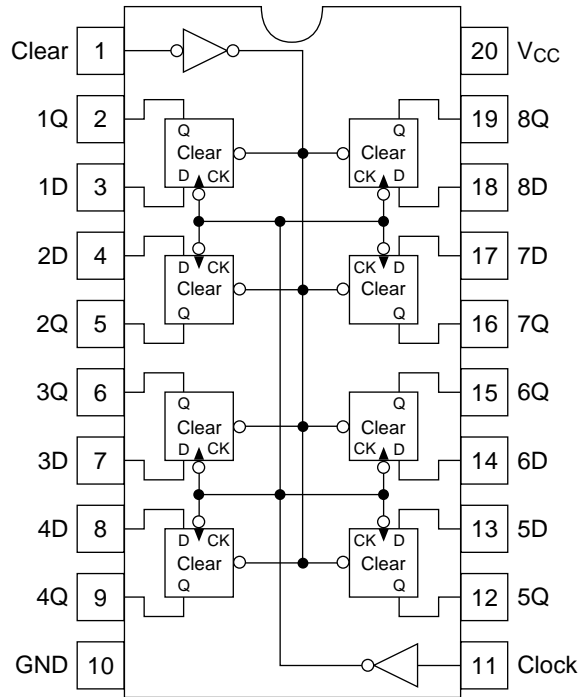 Clear 1 20 VCC
1Q 2 Q Q 19 8Q
Clear Clear
1D 3 D CK CK D 18 8D
2D 4 D CK CK D 17 7D
Clear Clear
2Q 5 Q Q 16 7Q
3Q 6 Q Q 15 6Q
Clear Clear
3D 7 D CK CK D 14 6D
4D 8 D CK CK D 13 5D
Clear Clear
4Q 9 Q Q 12 5Q
GND 10 11 Clock